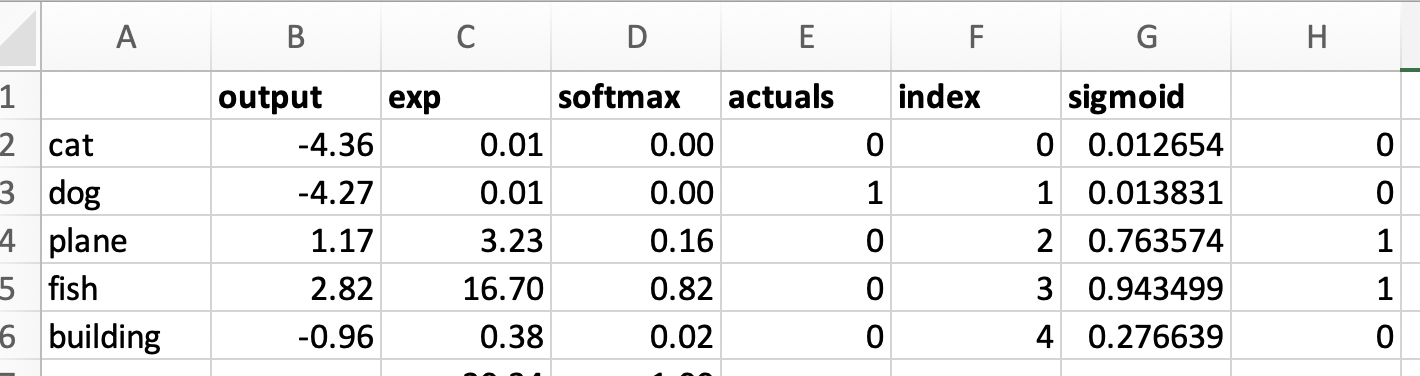 A B C D E F G H
1 output exp softmax actuals index sigmoid
2 cat -4.36 0.01 0.00 0 0 0.012654 0
3 dog -4.27 0.01 0.00 1 1 0.013831 0
4 plane 1.17 3.23 0.16 0 2 0.763574 1
5 fish 2.82 16.70 0.82 0 3 0.943499 1
6 building -0.96 0.38 0.02 0 4 0.276639 0